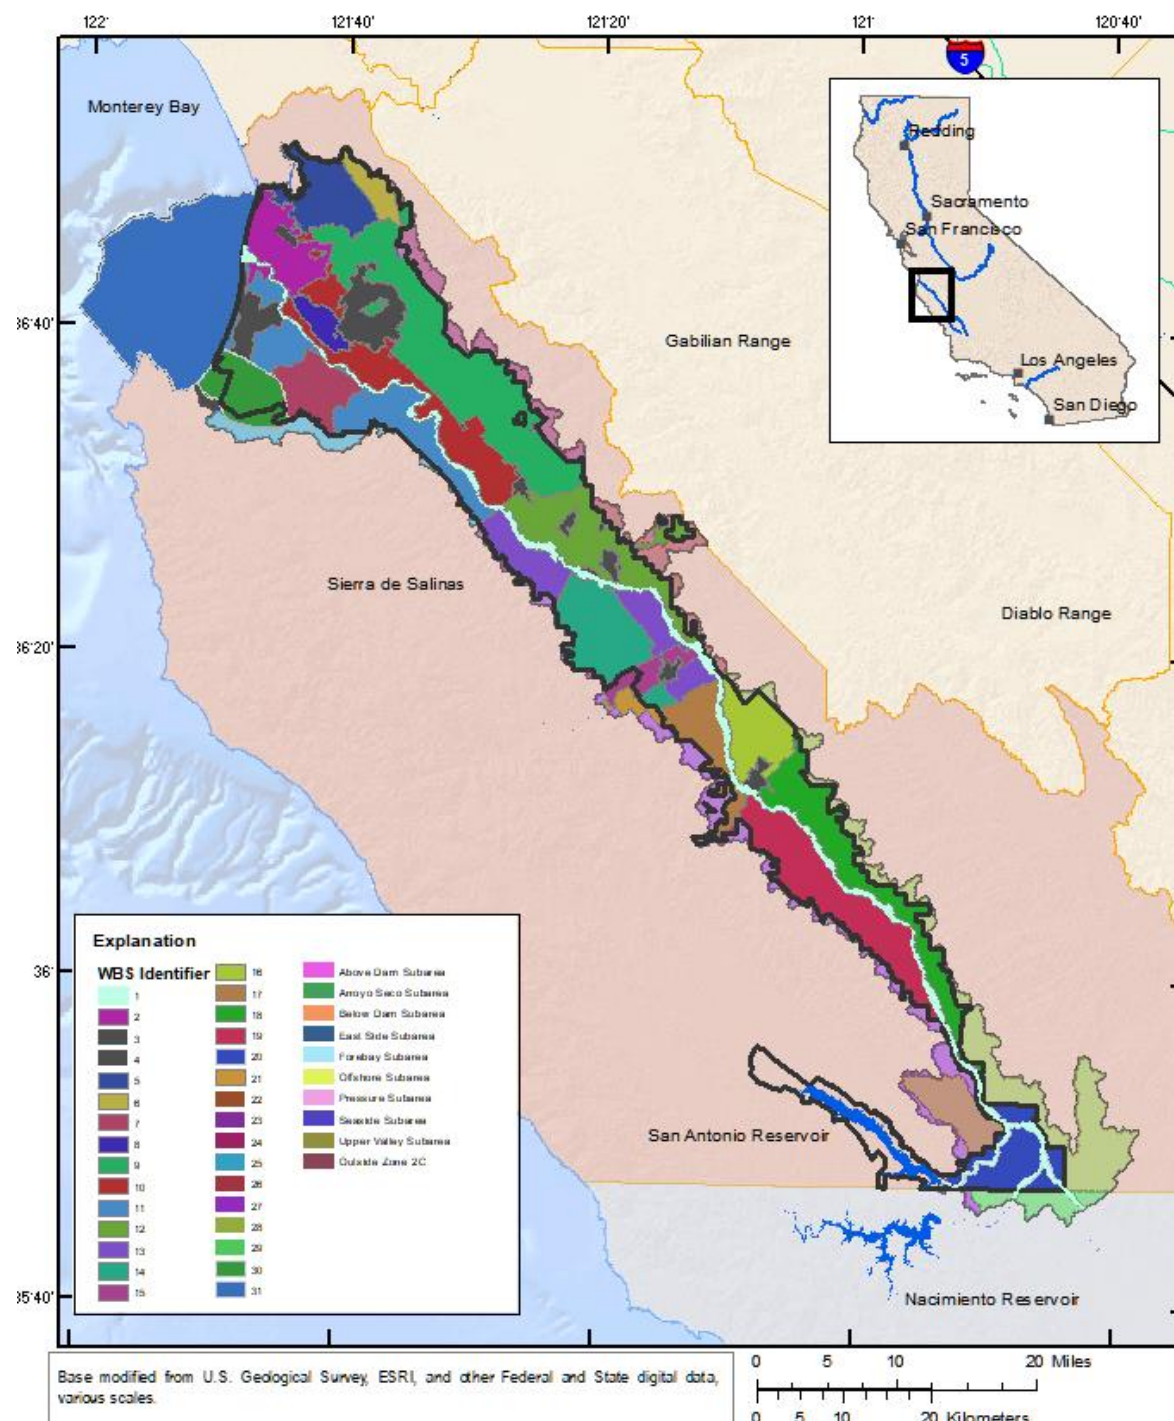 122°
121°40'
121°20'
121°
120°40'
5
Monterey Bay
Redding
Sacramento
San Francisco
36°40'
Gabilian Range
Los Angeles
San Diego
Sierra de Salinas
Diablo Range
36°20'
Explanation
WBS Identifier
1
2
3
4
5
6
7
8
9
10
11
12
13
14
15
16
17
18
19
20
21
22
23
24
25
26
27
28
29
30
31
Above Dam Subarea
Arroyo Seco Subarea
Below Dam Subarea
East Side Subarea
Forebay Subarea
Offshore Subarea
Pressure Subarea
Seaside Subarea
Upper Valley Subarea
Outside Zone 2C
36°
San Antonio Reservoir
35°40'
Nacimiento Reservoir
Base modified from U.S. Geological Survey, ESRI, and other Federal and State digital data,
various scales.
0 5 10 20 Miles
0 5 10 20 Kilometers